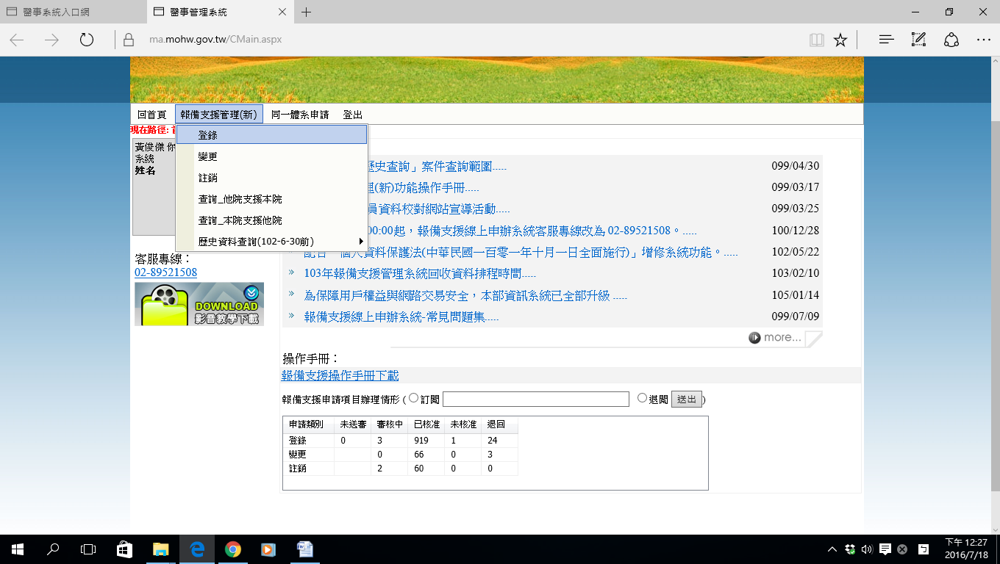 醫事系統入口網
醫事管理系統
ma.mohw.gov.tw/CMain.aspx
回首頁 報備支援管理(新) 同一體系申請 登出
現在路徑:
登錄
變更
註銷
查詢_他院支援本院
查詢_本院支援他院
歷史資料查詢(102-6-30前)
黃俊傑 你
系統
姓名
客服專線：
02-89521508
DOWNLOAD
影音教學下載
歷史查詢」案件查詢範圍..... 099/04/30
(新)功能操作手冊..... 099/03/17
員資料校對網站宣導活動..... 099/03/25
00:00起，報備支援線上申辦系統客服專線改為 02-89521508。..... 100/12/28
配合「個人資料保護法(中華民國一百零一年十月一日全面施行)」增修系統功能。..... 102/05/22
» 103年報備支援管理系統回收資料排程時間..... 103/02/10
» 為保障用戶權益與網路交易安全，本部資訊系統已全部升級 ..... 105/01/14
» 報備支援線上申辦系統-常見問題集..... 099/07/09
more...
操作手冊：
報備支援操作手冊下載
報備支援申請項目辦理情形 ( 訂閱 退閱 送出 )
申請類別 未送審 審核中 已核准 未核准 退回
登錄 0 3 919 1 24
變更 0 66 0 3
註銷 2 60 0 0
下午 12:27
2016/7/18